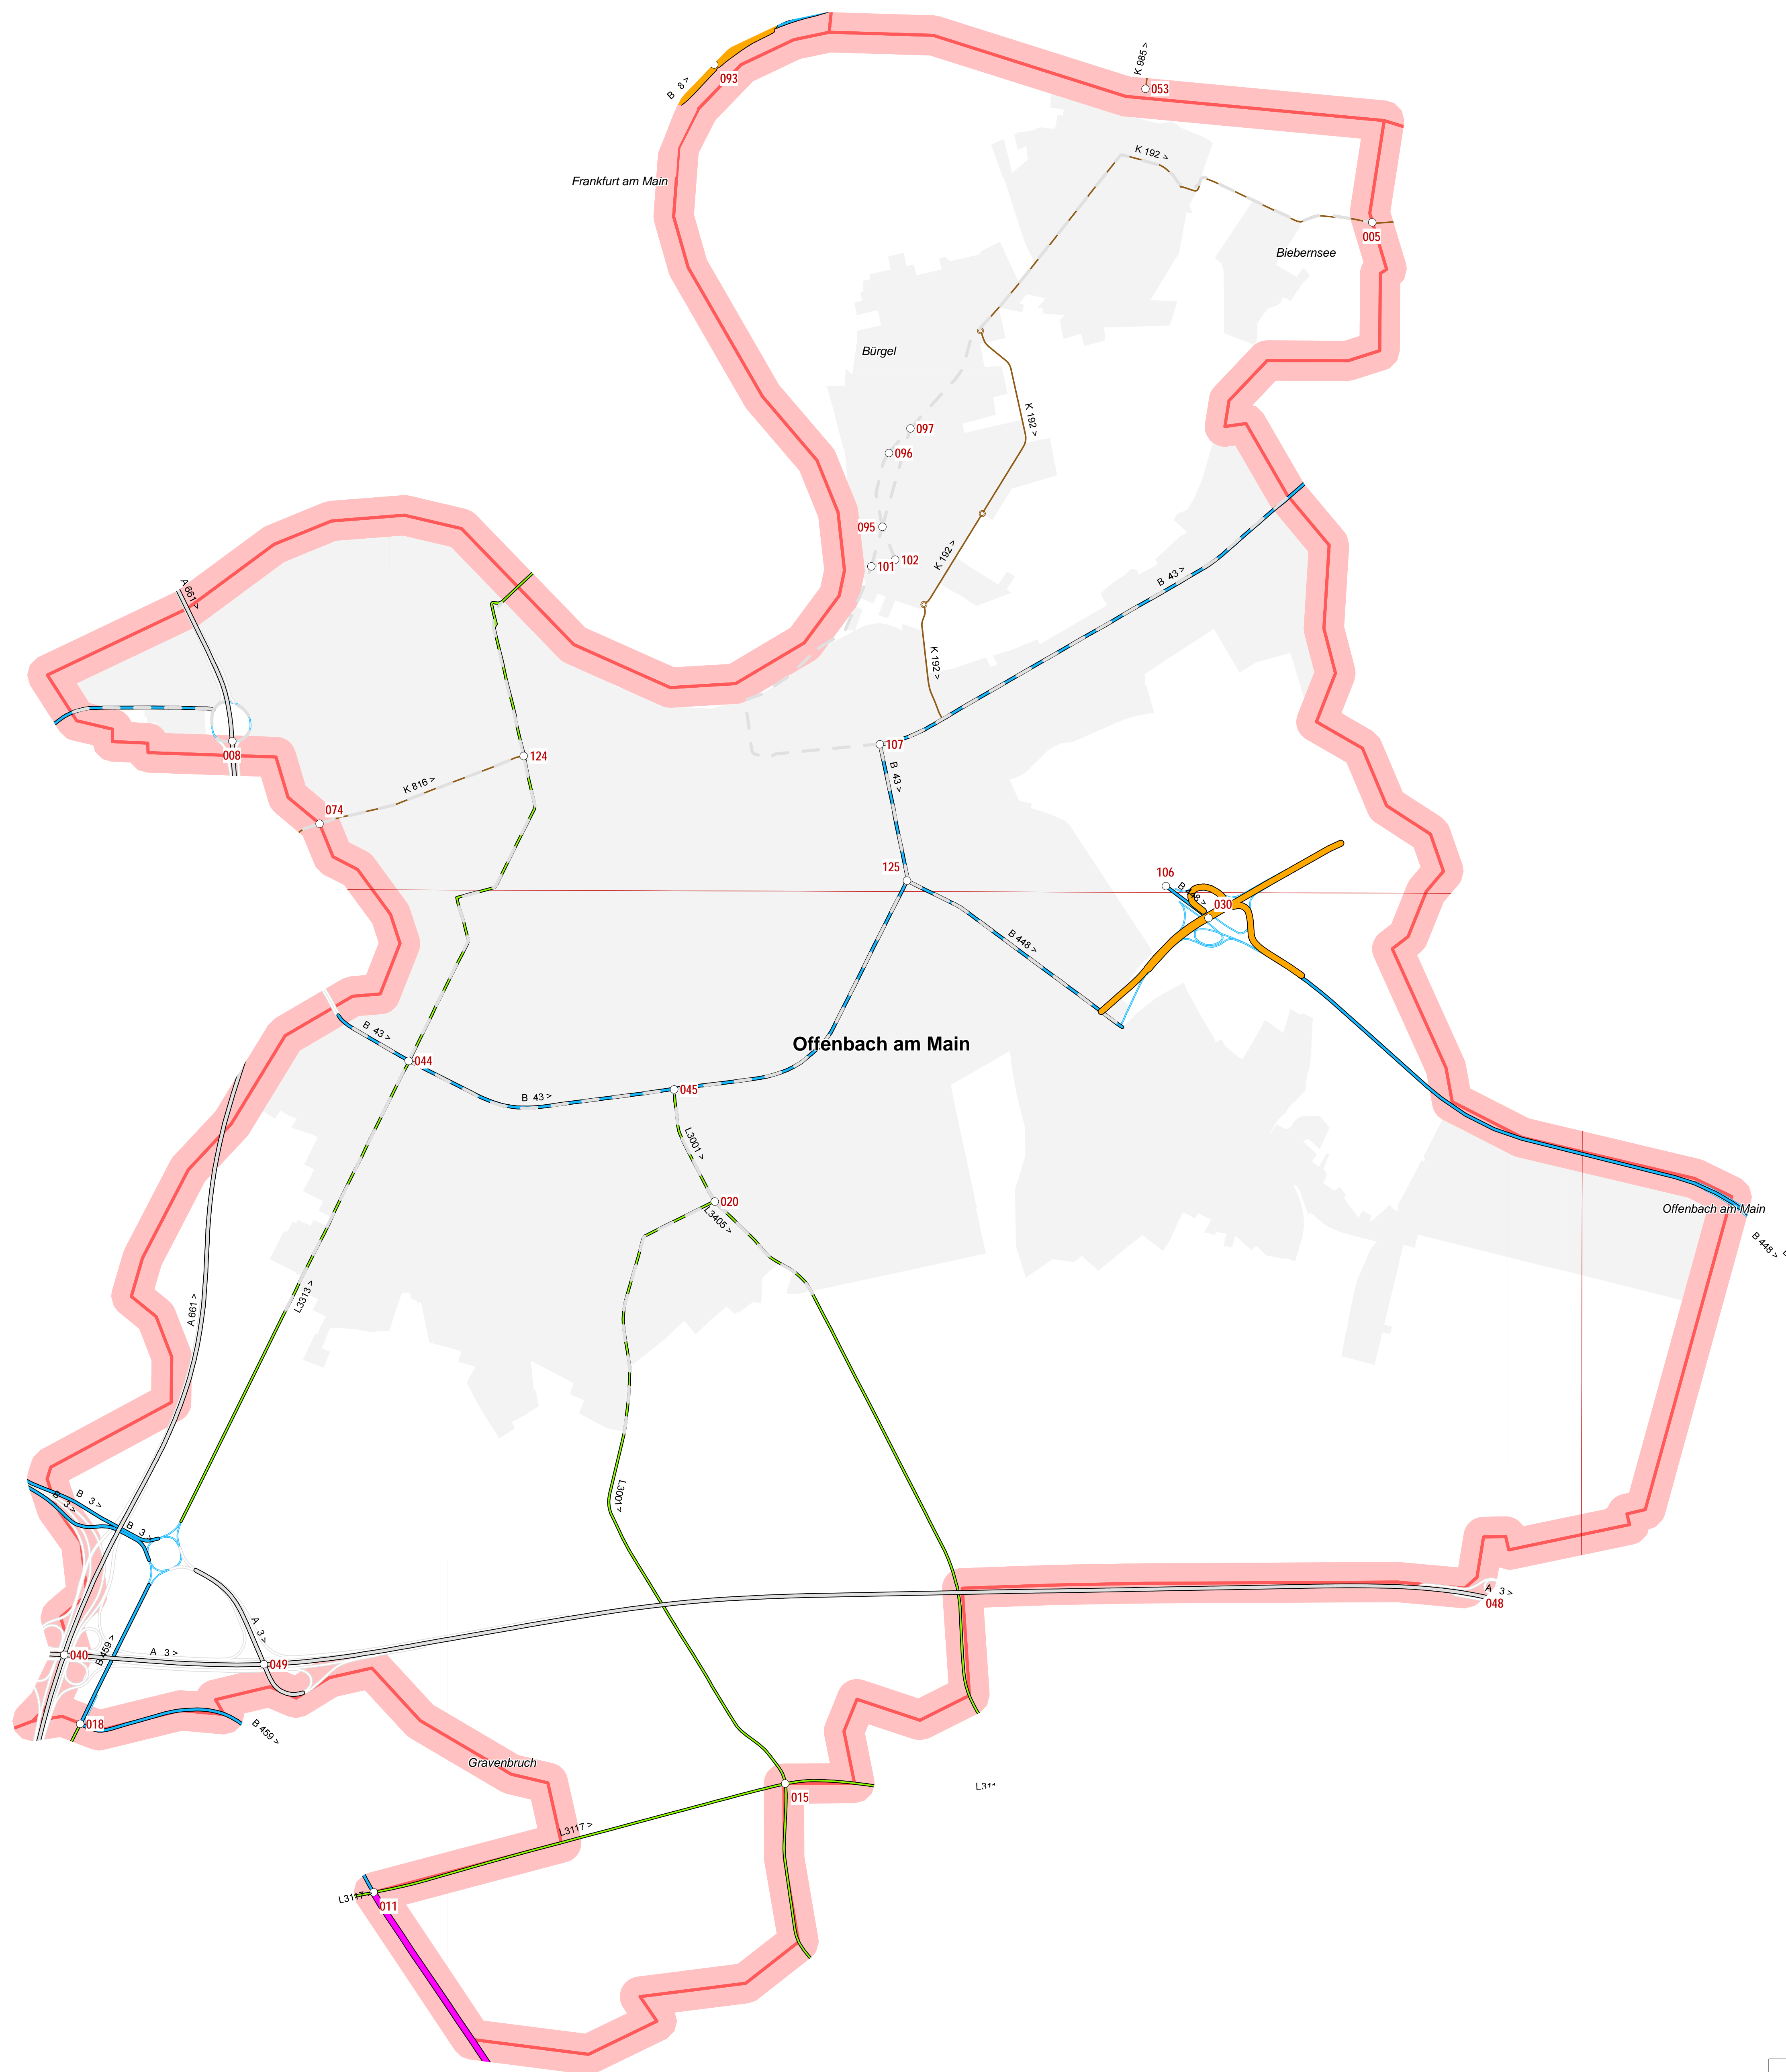 K 985 >
093
053
B 8 >
K 192 >
Frankfurt am Main
005
Biebernsee
Bürgel
K 192 >
097
096
095
102
101
K 192 >
B 43 >
A 661 >
K 192 >
107
008
124
B 43 >
K 816 >
074
125
106
B 448 >
030
B 448 >
B 43 >
Offenbach am Main
044
045
B 43 >
L3001 >
020
L3405 >
Offenbach am Main
B 448 >
L3313 >
A 661 >
L3001 >
B 3 >
B 3 >
B 3 >
A 3 >
048
A 3 >
B 459 >
040
A 3 >
049
018
B 459 >
Gravenbruch
015
L3117 >
L3117 >
011